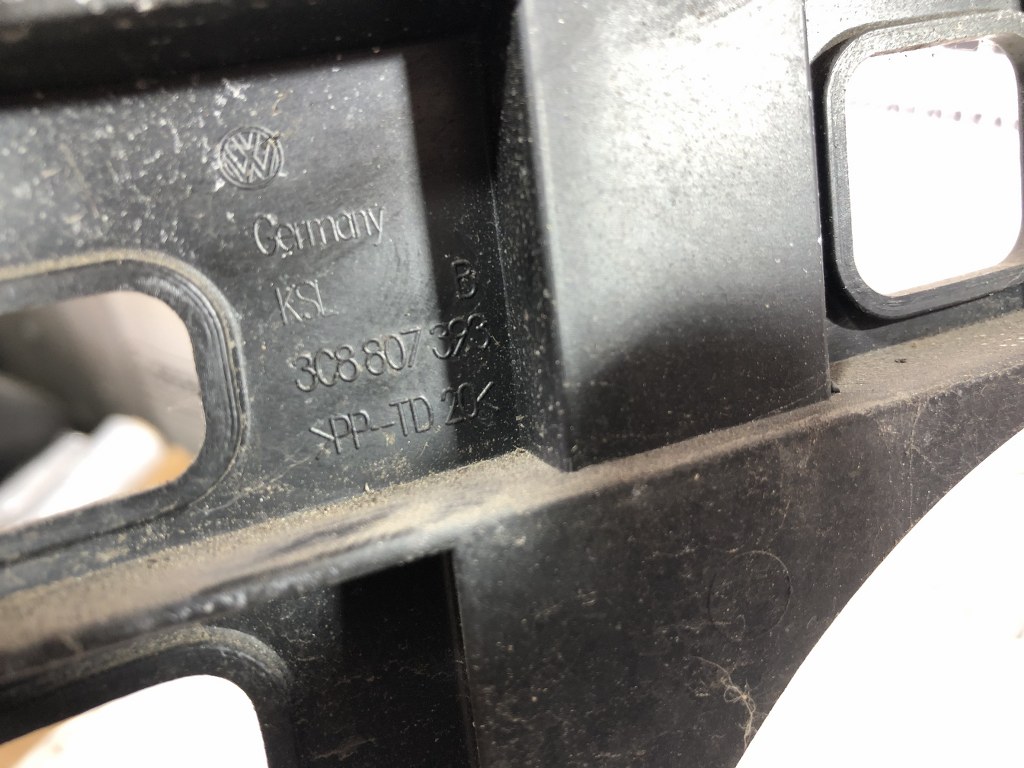 Germany
KSL B
3C8 807 393
>PP-TD 20<